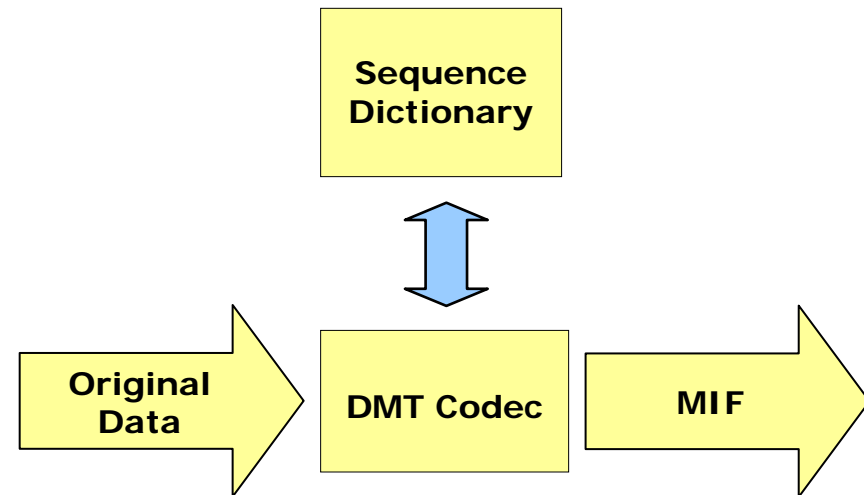 Sequence
Dictionary
Original
Data
DMT Codec
MIF